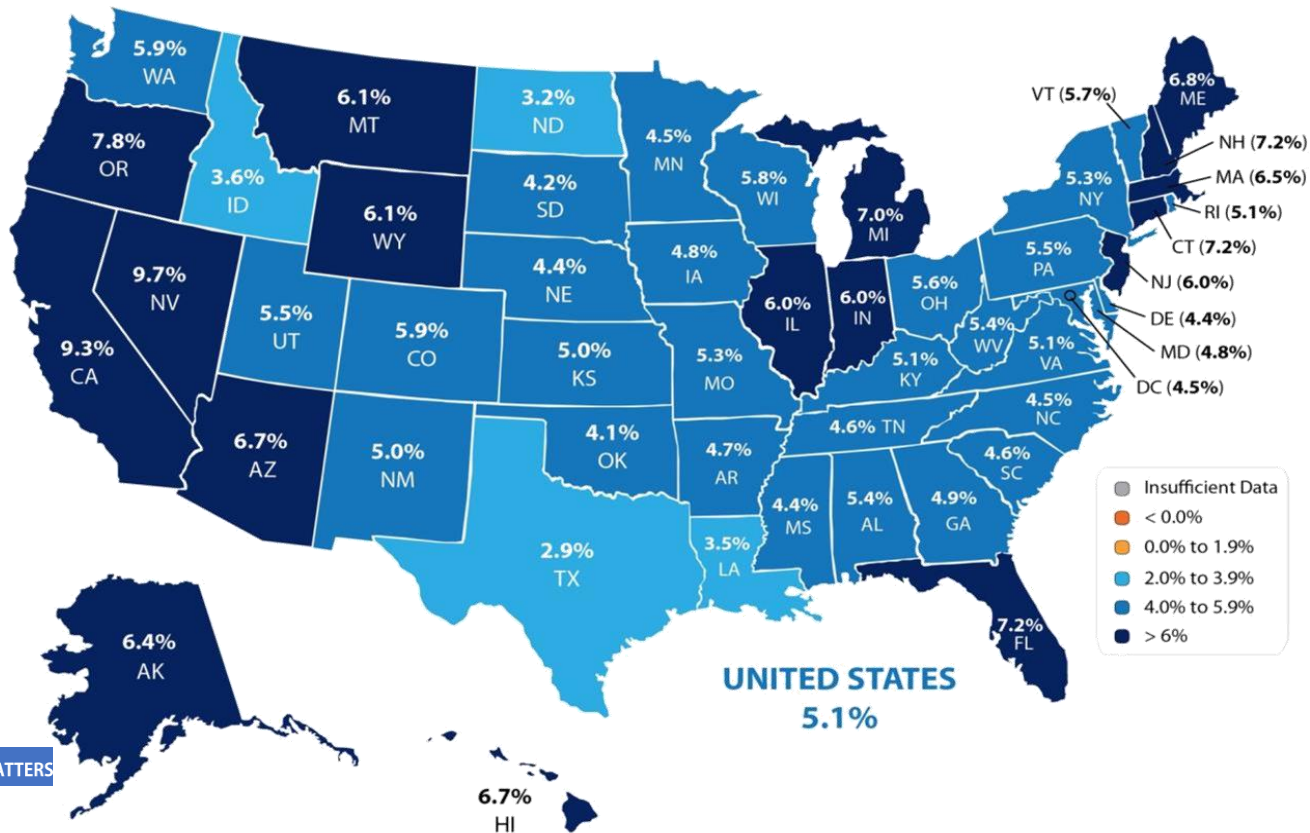 5.9%
WA
6.1%
MT
3.2%
ND
4.5%
MN
7.8%
OR
3.6%
ID
4.2%
SD
5.8%
WI
7.0%
MI
6.1%
WY
4.8%
IA
4.4%
NE
9.7%
NV
5.5%
UT
5.9%
CO
5.0%
KS
5.3%
MO
6.0%
IL
6.0%
IN
5.6%
OH
9.3%
CA
6.7%
AZ
5.0%
NM
4.1%
OK
4.7%
AR
5.1%
KY
4.6% TN
5.4%
WV
5.1%
VA
4.5%
NC
4.6%
SC
2.9%
TX
3.5%
LA
4.4%
MS
5.4%
AL
4.9%
GA
7.2%
FL
5.5%
PA
5.3%
NY
6.8%
ME
VT (5.7%)
NH (7.2%)
MA (6.5%)
RI (5.1%)
CT (7.2%)
NJ (6.0%)
DE (4.4%)
MD (4.8%)
DC (4.5%)
Insufficient Data
< 0.0%
0.0% to 1.9%
2.0% to 3.9%
4.0% to 5.9%
> 6%
UNITED STATES
5.1%
6.4%
AK
6.7%
HI
ATTERS